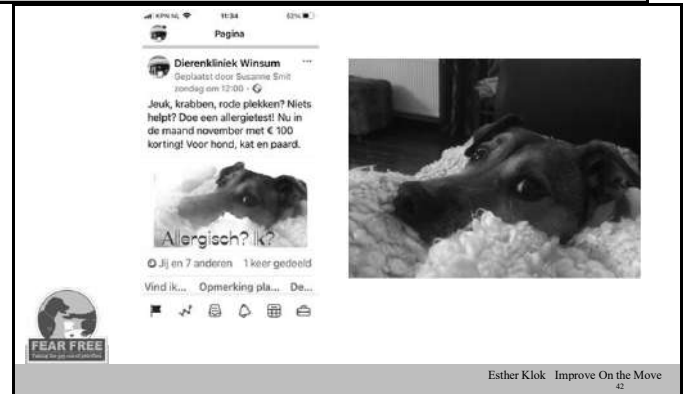 KPN NL 11:34 62%
Pagina
Dierenkliniek Winsum
Geplaatst door Susanne Smit
zondag om 12:00
Jeuk, krabben, rode plekken? Niets
helpt? Doe een allergietest! Nu in
de maand november met € 100
korting! Voor hond, kat en paard.
Allergisch? Ik?
Jij en 7 anderen 1 keer gedeeld
Vind ik... Opmerking pla... De...
FEAR FREE
Esther Klok Improve On the Move
42